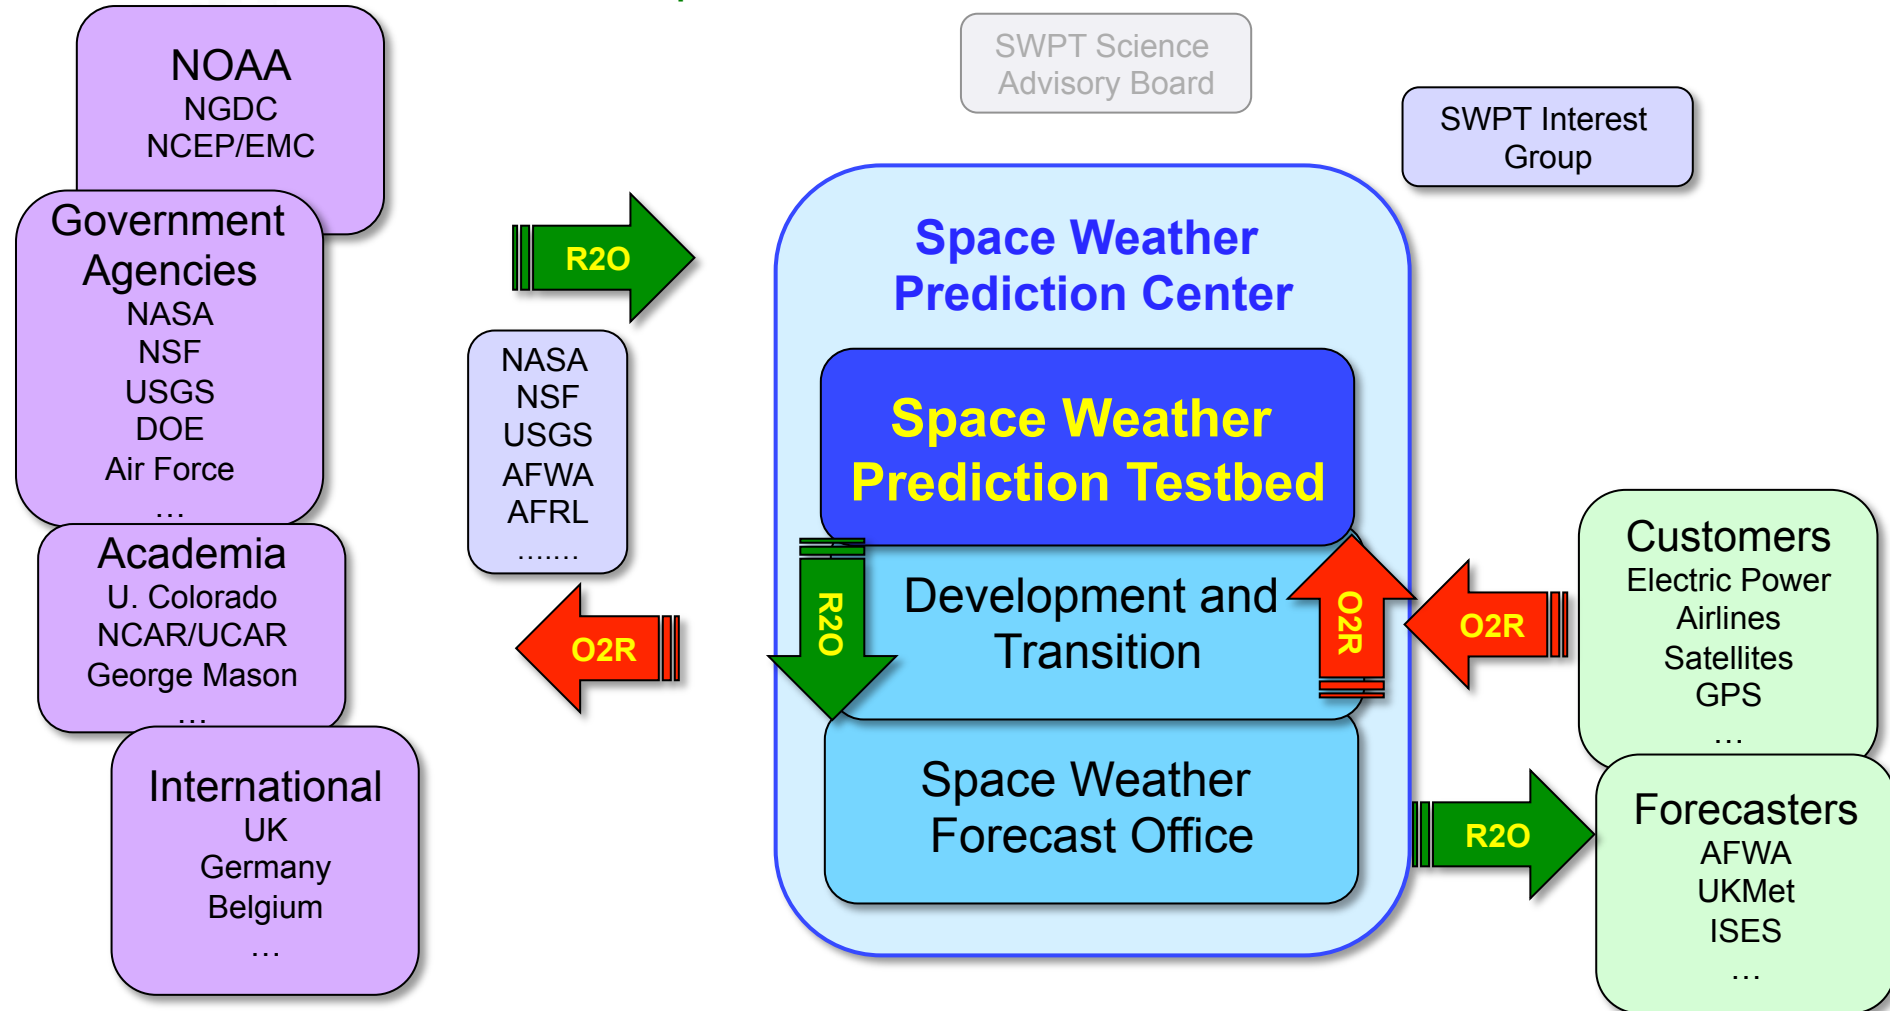 NOAA
NGDC
NCEP/EMC
Government
Agencies
NASA
NSF
USGS
DOE
Air Force
…
Academia
U. Colorado
NCAR/UCAR
George Mason
…
International
UK
Germany
Belgium
…
R2O
NASA
NSF
USGS
AFWA
AFRL
.......
O2R
SWPT Science
Advisory Board
SWPT Interest
Group
Space Weather
Prediction Center
Space Weather
Prediction Testbed
R2O
Development and
Transition
O2R
Space Weather
Forecast Office
O2R
R2O
Customers
Electric Power
Airlines
Satellites
GPS
…
Forecasters
AFWA
UKMet
ISES
…